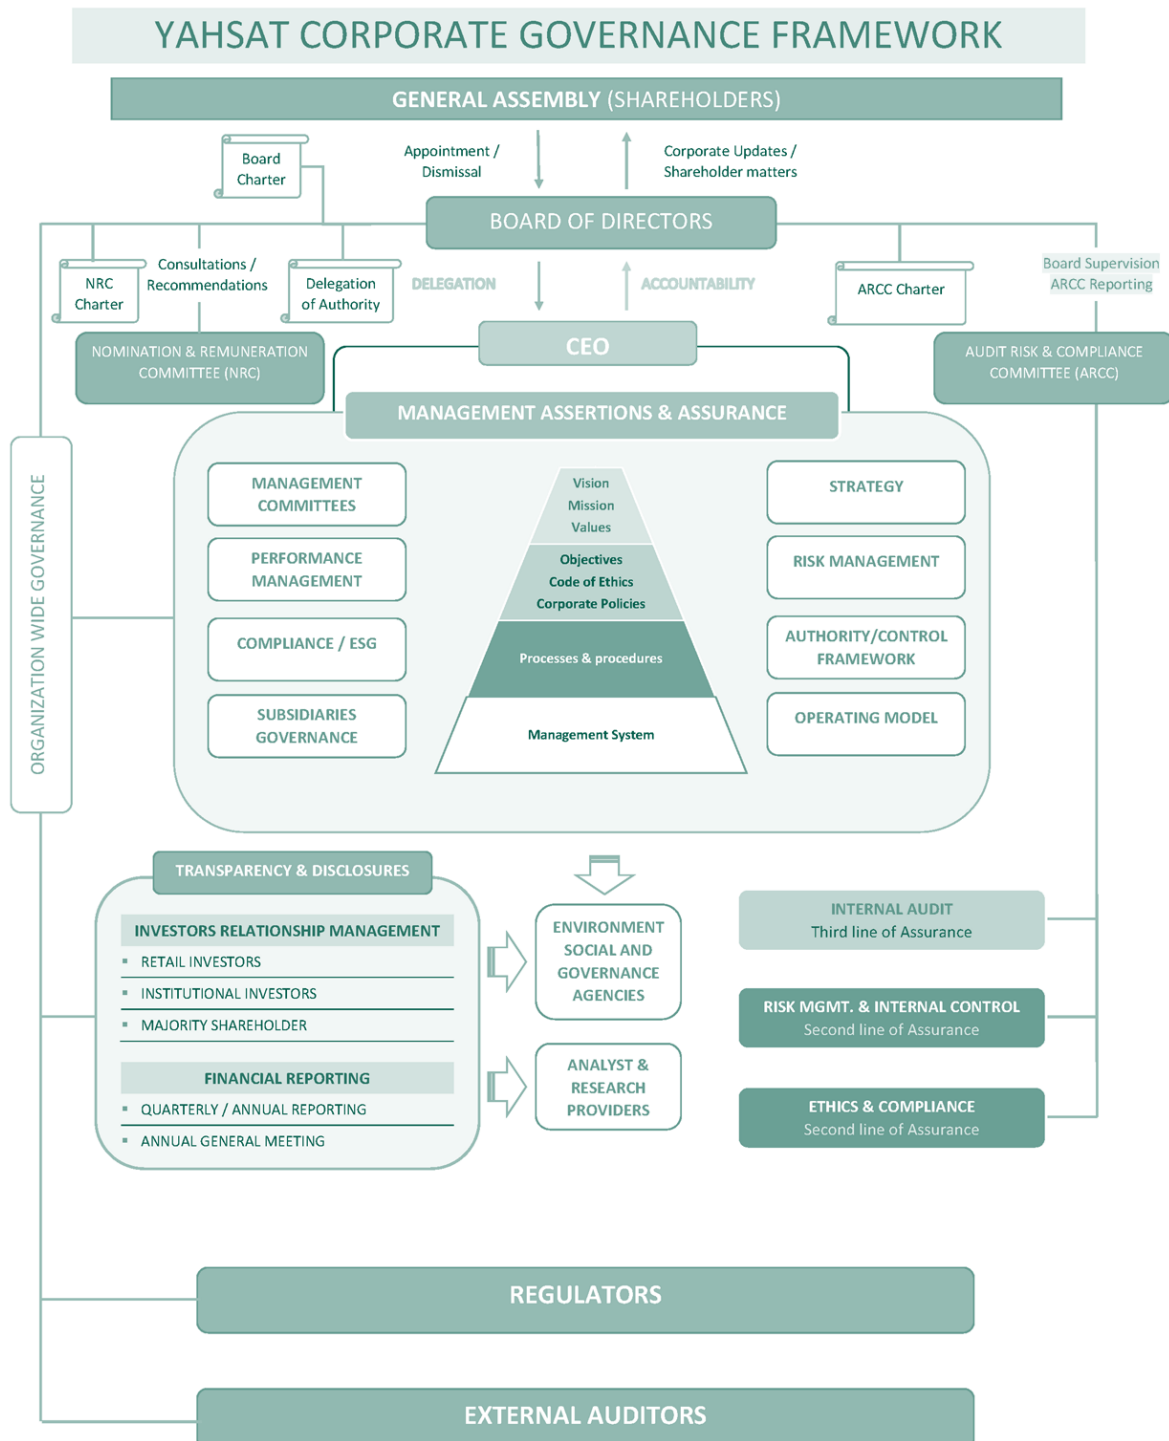 YAHSAT CORPORATE GOVERNANCE FRAMEWORK
GENERAL ASSEMBLY (SHAREHOLDERS)
Board
Charter
Appointment /
Dismissal
Corporate Updates /
Shareholder matters
BOARD OF DIRECTORS
NRC
Charter
Consultations /
Recommendations
Delegation
of Authority
DELEGATION
ACCOUNTABILITY
ARCC Charter
Board Supervision
ARCC Reporting
CEO
NOMINATION & REMUNERATION
COMMITTEE (NRC)
AUDIT RISK & COMPLIANCE
COMMITTEE (ARCC)
MANAGEMENT ASSERTIONS & ASSURANCE
ORGANIZATION WIDE GOVERNANCE
MANAGEMENT
COMMITTEES
PERFORMANCE
MANAGEMENT
COMPLIANCE / ESG
SUBSIDIARIES
GOVERNANCE
Vision
Mission
Values
Objectives
Code of Ethics
Corporate Policies
Processes & procedures
Management System
STRATEGY
RISK MANAGEMENT
AUTHORITY/CONTROL
FRAMEWORK
OPERATING MODEL
TRANSPARENCY & DISCLOSURES
INVESTORS RELATIONSHIP MANAGEMENT
▪ RETAIL INVESTORS
▪ INSTITUTIONAL INVESTORS
▪ MAJORITY SHAREHOLDER
FINANCIAL REPORTING
▪ QUARTERLY / ANNUAL REPORTING
▪ ANNUAL GENERAL MEETING
ENVIRONMENT
SOCIAL AND
GOVERNANCE
AGENCIES
ANALYST &
RESEARCH
PROVIDERS
INTERNAL AUDIT
Third line of Assurance
RISK MGMT. & INTERNAL CONTROL
Second line of Assurance
ETHICS & COMPLIANCE
Second line of Assurance
REGULATORS
EXTERNAL AUDITORS